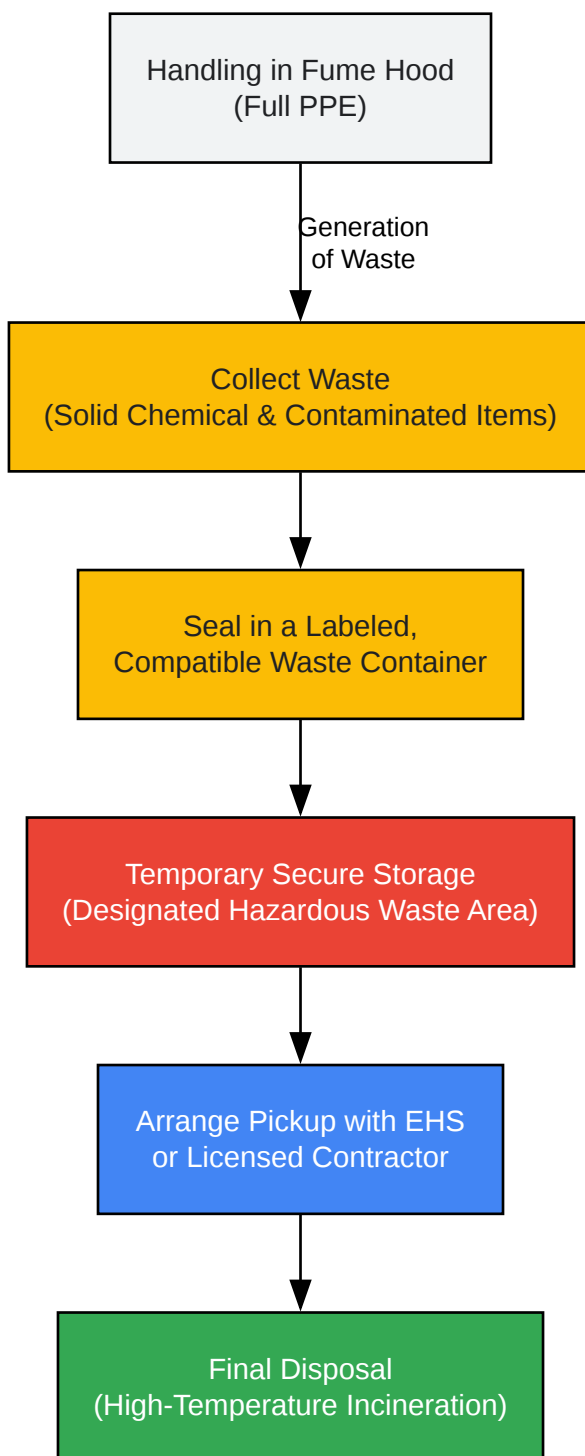 Handling in Fume Hood
(Full PPE)
Generation
of Waste
Collect Waste
(Solid Chemical & Contaminated Items)
Seal in a Labeled,
Compatible Waste Container
Temporary Secure Storage
(Designated Hazardous Waste Area)
Arrange Pickup with EHS
or Licensed Contractor
Final Disposal
(High-Temperature Incineration)